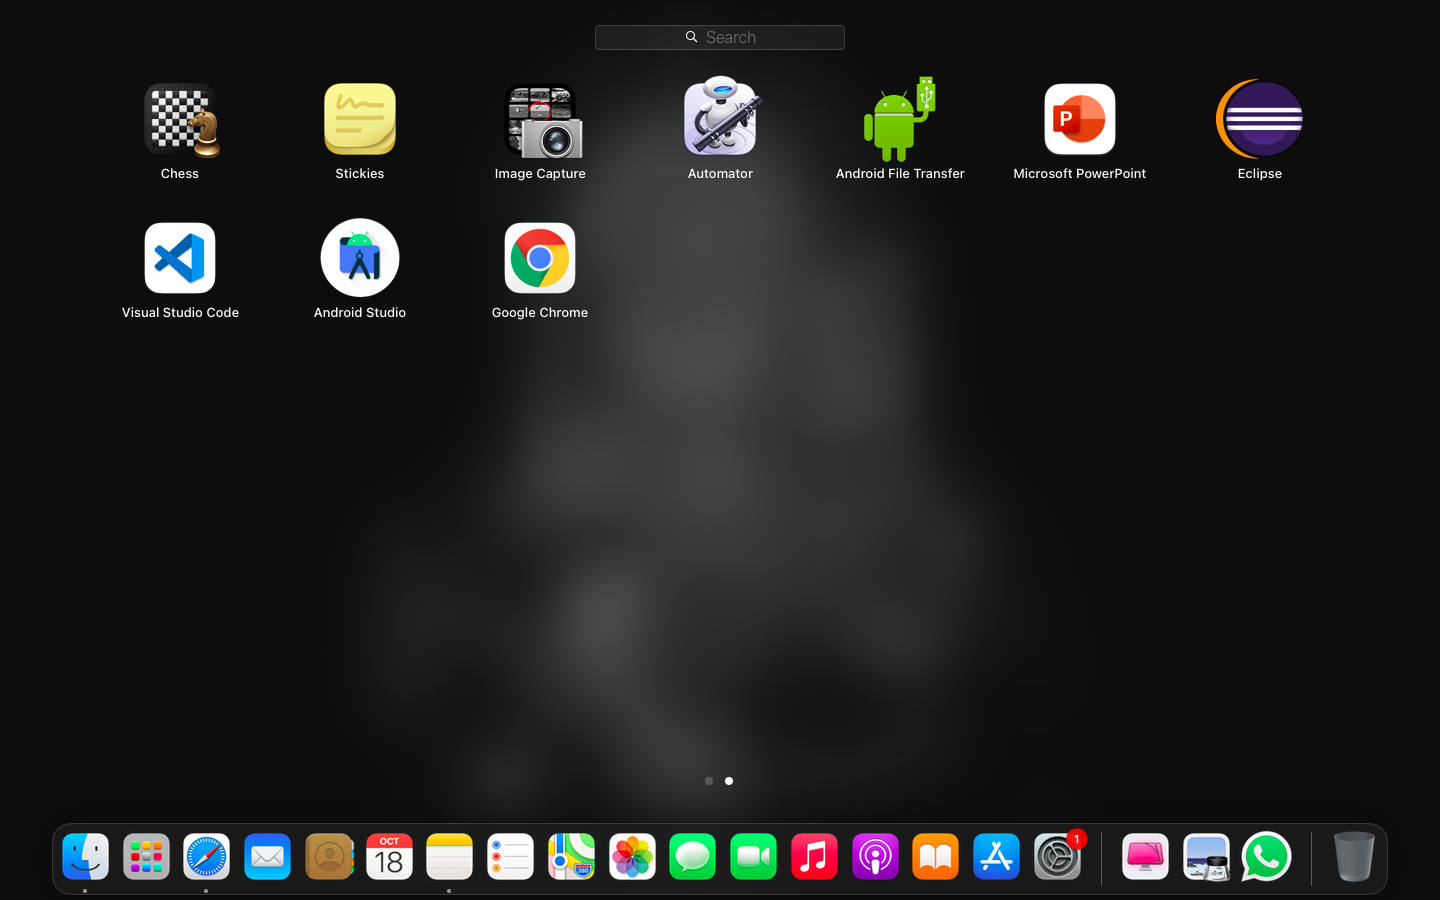 Search
Chess
Stickies
Image Capture
Automator
Android File Transfer
Microsoft PowerPoint
Eclipse
Visual Studio Code
Android Studio
Google Chrome
P
OCT
18
280
1